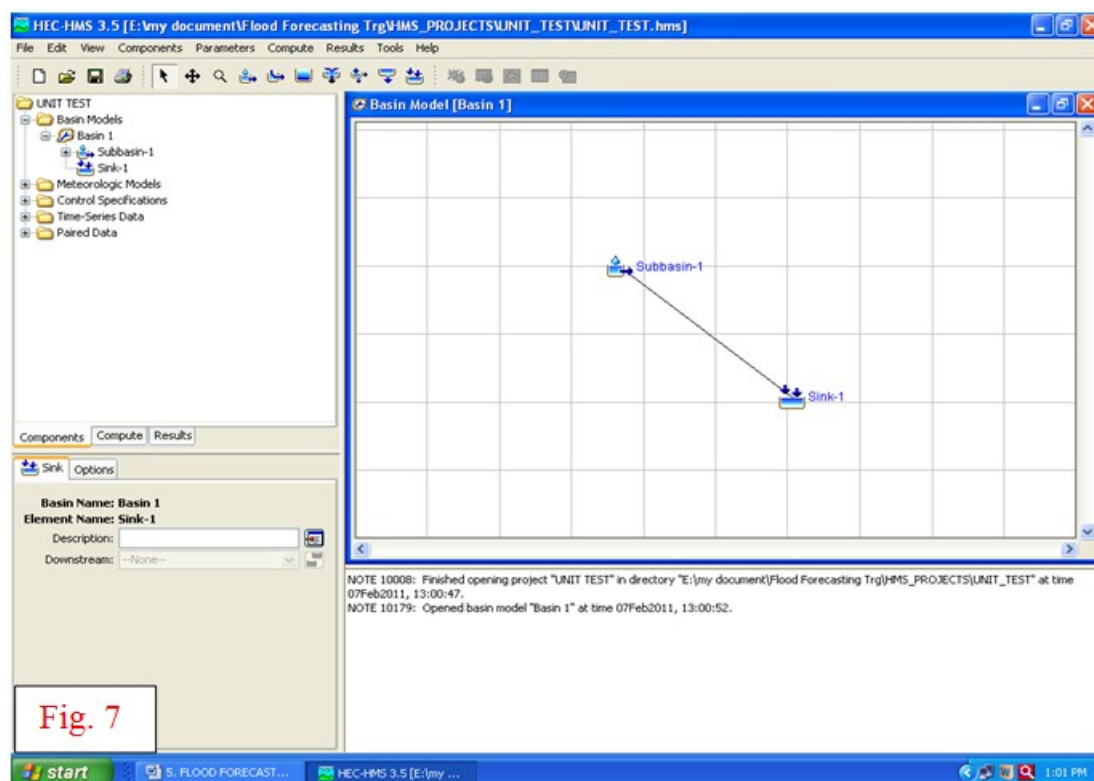 HEC-HMS 3.5 [E:\my document\Flood Forecasting Trg\HMS_PROJECTS\UNIT_TEST\UNIT_TEST.hms]
File Edit View Components Parameters Compute Results Tools Help
UNIT TEST
Basin Models
Basin 1
Subbasin-1
Sink-1
Meteorologic Models
Control Specifications
Time-Series Data
Paired Data
Components Compute Results
Sink Options
Basin Name: Basin 1
Element Name: Sink-1
Description:
Downstream: --None--
Basin Model [Basin 1]
Subbasin-1
Sink-1
NOTE 10008: Finished opening project "UNIT TEST" in directory "E:\my document\Flood Forecasting Trg\HMS_PROJECTS\UNIT_TEST" at time
07Feb2011, 13:00:47.
NOTE 10179: Opened basin model "Basin 1" at time 07Feb2011, 13:00:52.
Fig. 7
start 5. FLOOD FORECAST... HEC-HMS 3.5 [E:\my ... 1:01 PM